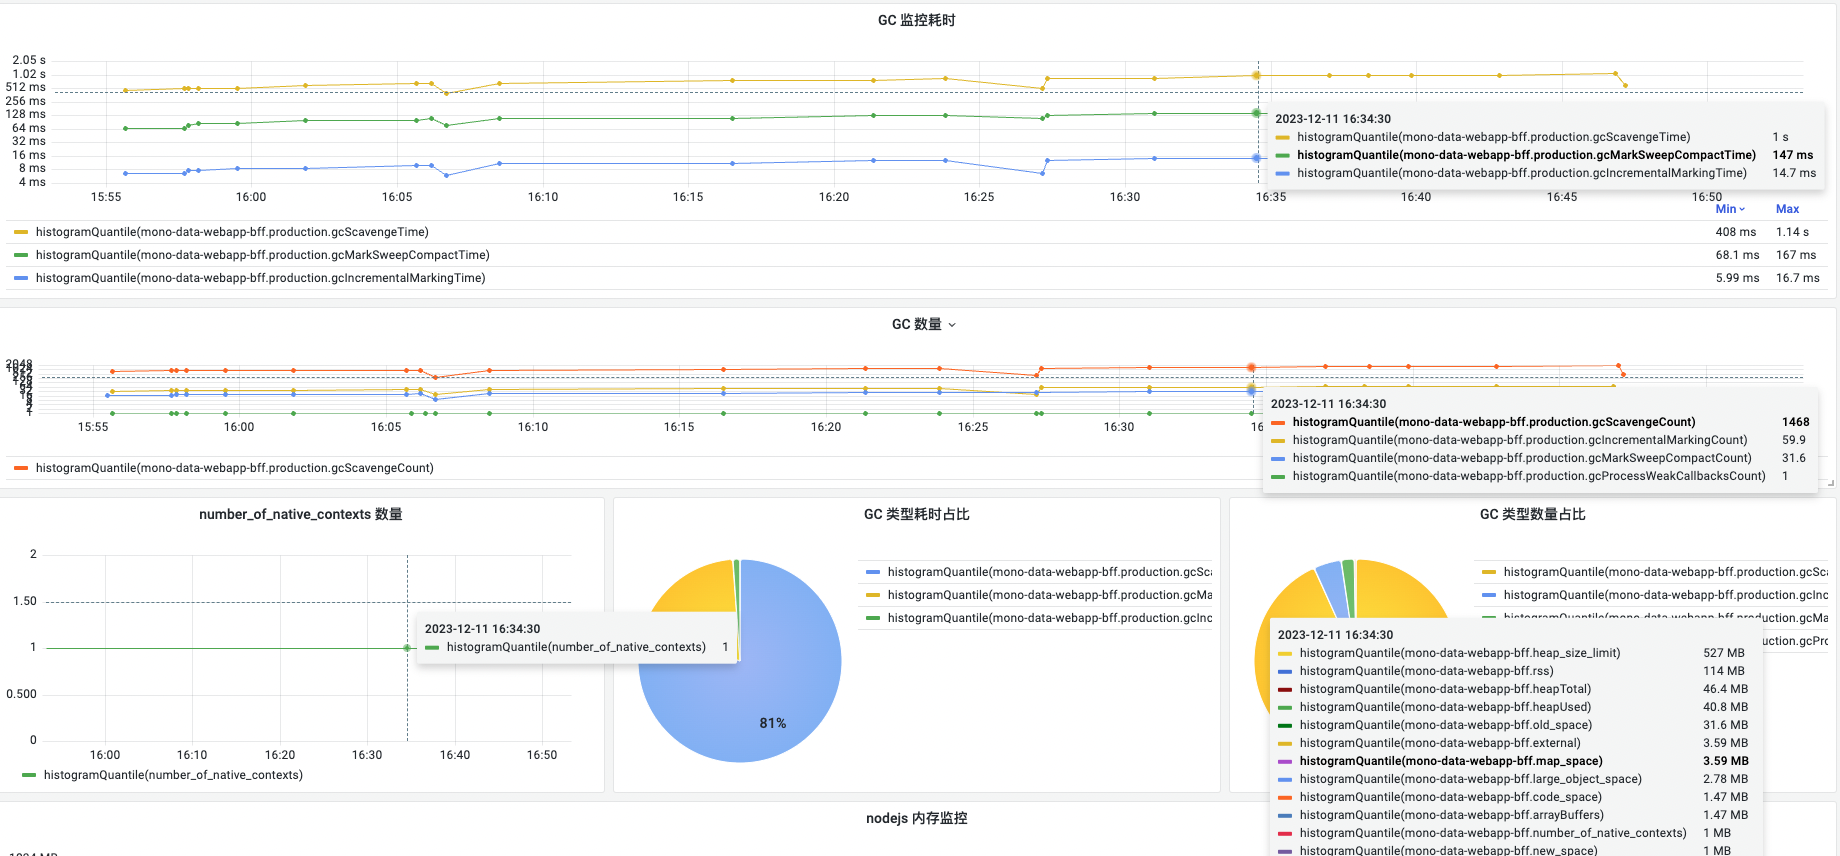 GC 监控耗时
2.05 s
1.02 s
512 ms
256 ms
128 ms
64 ms
32 ms
16 ms
8 ms
4 ms
15:55 16:00 16:05 16:10 16:15 16:20 16:25 16:30 16:35 16:40 16:45 16:50
2023-12-11 16:34:30
histogramQuantile(mono-data-webapp-bff.production.gcScavengeTime) 1 s
histogramQuantile(mono-data-webapp-bff.production.gcMarkSweepCompactTime) 147 ms
histogramQuantile(mono-data-webapp-bff.production.gcIncrementalMarkingTime) 14.7 ms
Min Max
histogramQuantile(mono-data-webapp-bff.production.gcScavengeTime) 408 ms 1.14 s
histogramQuantile(mono-data-webapp-bff.production.gcMarkSweepCompactTime) 68.1 ms 167 ms
histogramQuantile(mono-data-webapp-bff.production.gcIncrementalMarkingTime) 5.99 ms 16.7 ms
GC 数量
2048
1
15:55 16:00 16:05 16:10 16:15 16:20 16:25 16:30 16
2023-12-11 16:34:30
histogramQuantile(mono-data-webapp-bff.production.gcScavengeCount) 1468
histogramQuantile(mono-data-webapp-bff.production.gcIncrementalMarkingCount) 59.9
histogramQuantile(mono-data-webapp-bff.production.gcMarkSweepCompactCount) 31.6
histogramQuantile(mono-data-webapp-bff.production.gcProcessWeakCallbacksCount) 1
histogramQuantile(mono-data-webapp-bff.production.gcScavengeCount)
number_of_native_contexts 数量
2
1.50
1
0.500
0
16:00 16:10 16:20 16:30 16:40 16:50
2023-12-11 16:34:30
histogramQuantile(number_of_native_contexts) 1
histogramQuantile(number_of_native_contexts)
GC 类型耗时占比
81%
histogramQuantile(mono-data-webapp-bff.production.gcSc
histogramQuantile(mono-data-webapp-bff.production.gcMa
histogramQuantile(mono-data-webapp-bff.production.gcInc
GC 类型数量占比
histogramQuantile(mono-data-webapp-bff.production.gcSc
histogramQuantile(mono-data-webapp-bff.production.gcInc
histogramQuantile(mono-data-webapp-bff.production.gcMa
uction.gcPro
2023-12-11 16:34:30
histogramQuantile(mono-data-webapp-bff.heap_size_limit) 527 MB
histogramQuantile(mono-data-webapp-bff.rss) 114 MB
histogramQuantile(mono-data-webapp-bff.heapTotal) 46.4 MB
histogramQuantile(mono-data-webapp-bff.heapUsed) 40.8 MB
histogramQuantile(mono-data-webapp-bff.old_space) 31.6 MB
histogramQuantile(mono-data-webapp-bff.external) 3.59 MB
histogramQuantile(mono-data-webapp-bff.map_space) 3.59 MB
histogramQuantile(mono-data-webapp-bff.large_object_space) 2.78 MB
histogramQuantile(mono-data-webapp-bff.code_space) 1.47 MB
histogramQuantile(mono-data-webapp-bff.arrayBuffers) 1.47 MB
histogramQuantile(mono-data-webapp-bff.number_of_native_contexts) 1 MB
histogramQuantile(mono-data-webapp-bff.new_space) 1 MB
nodejs 内存监控